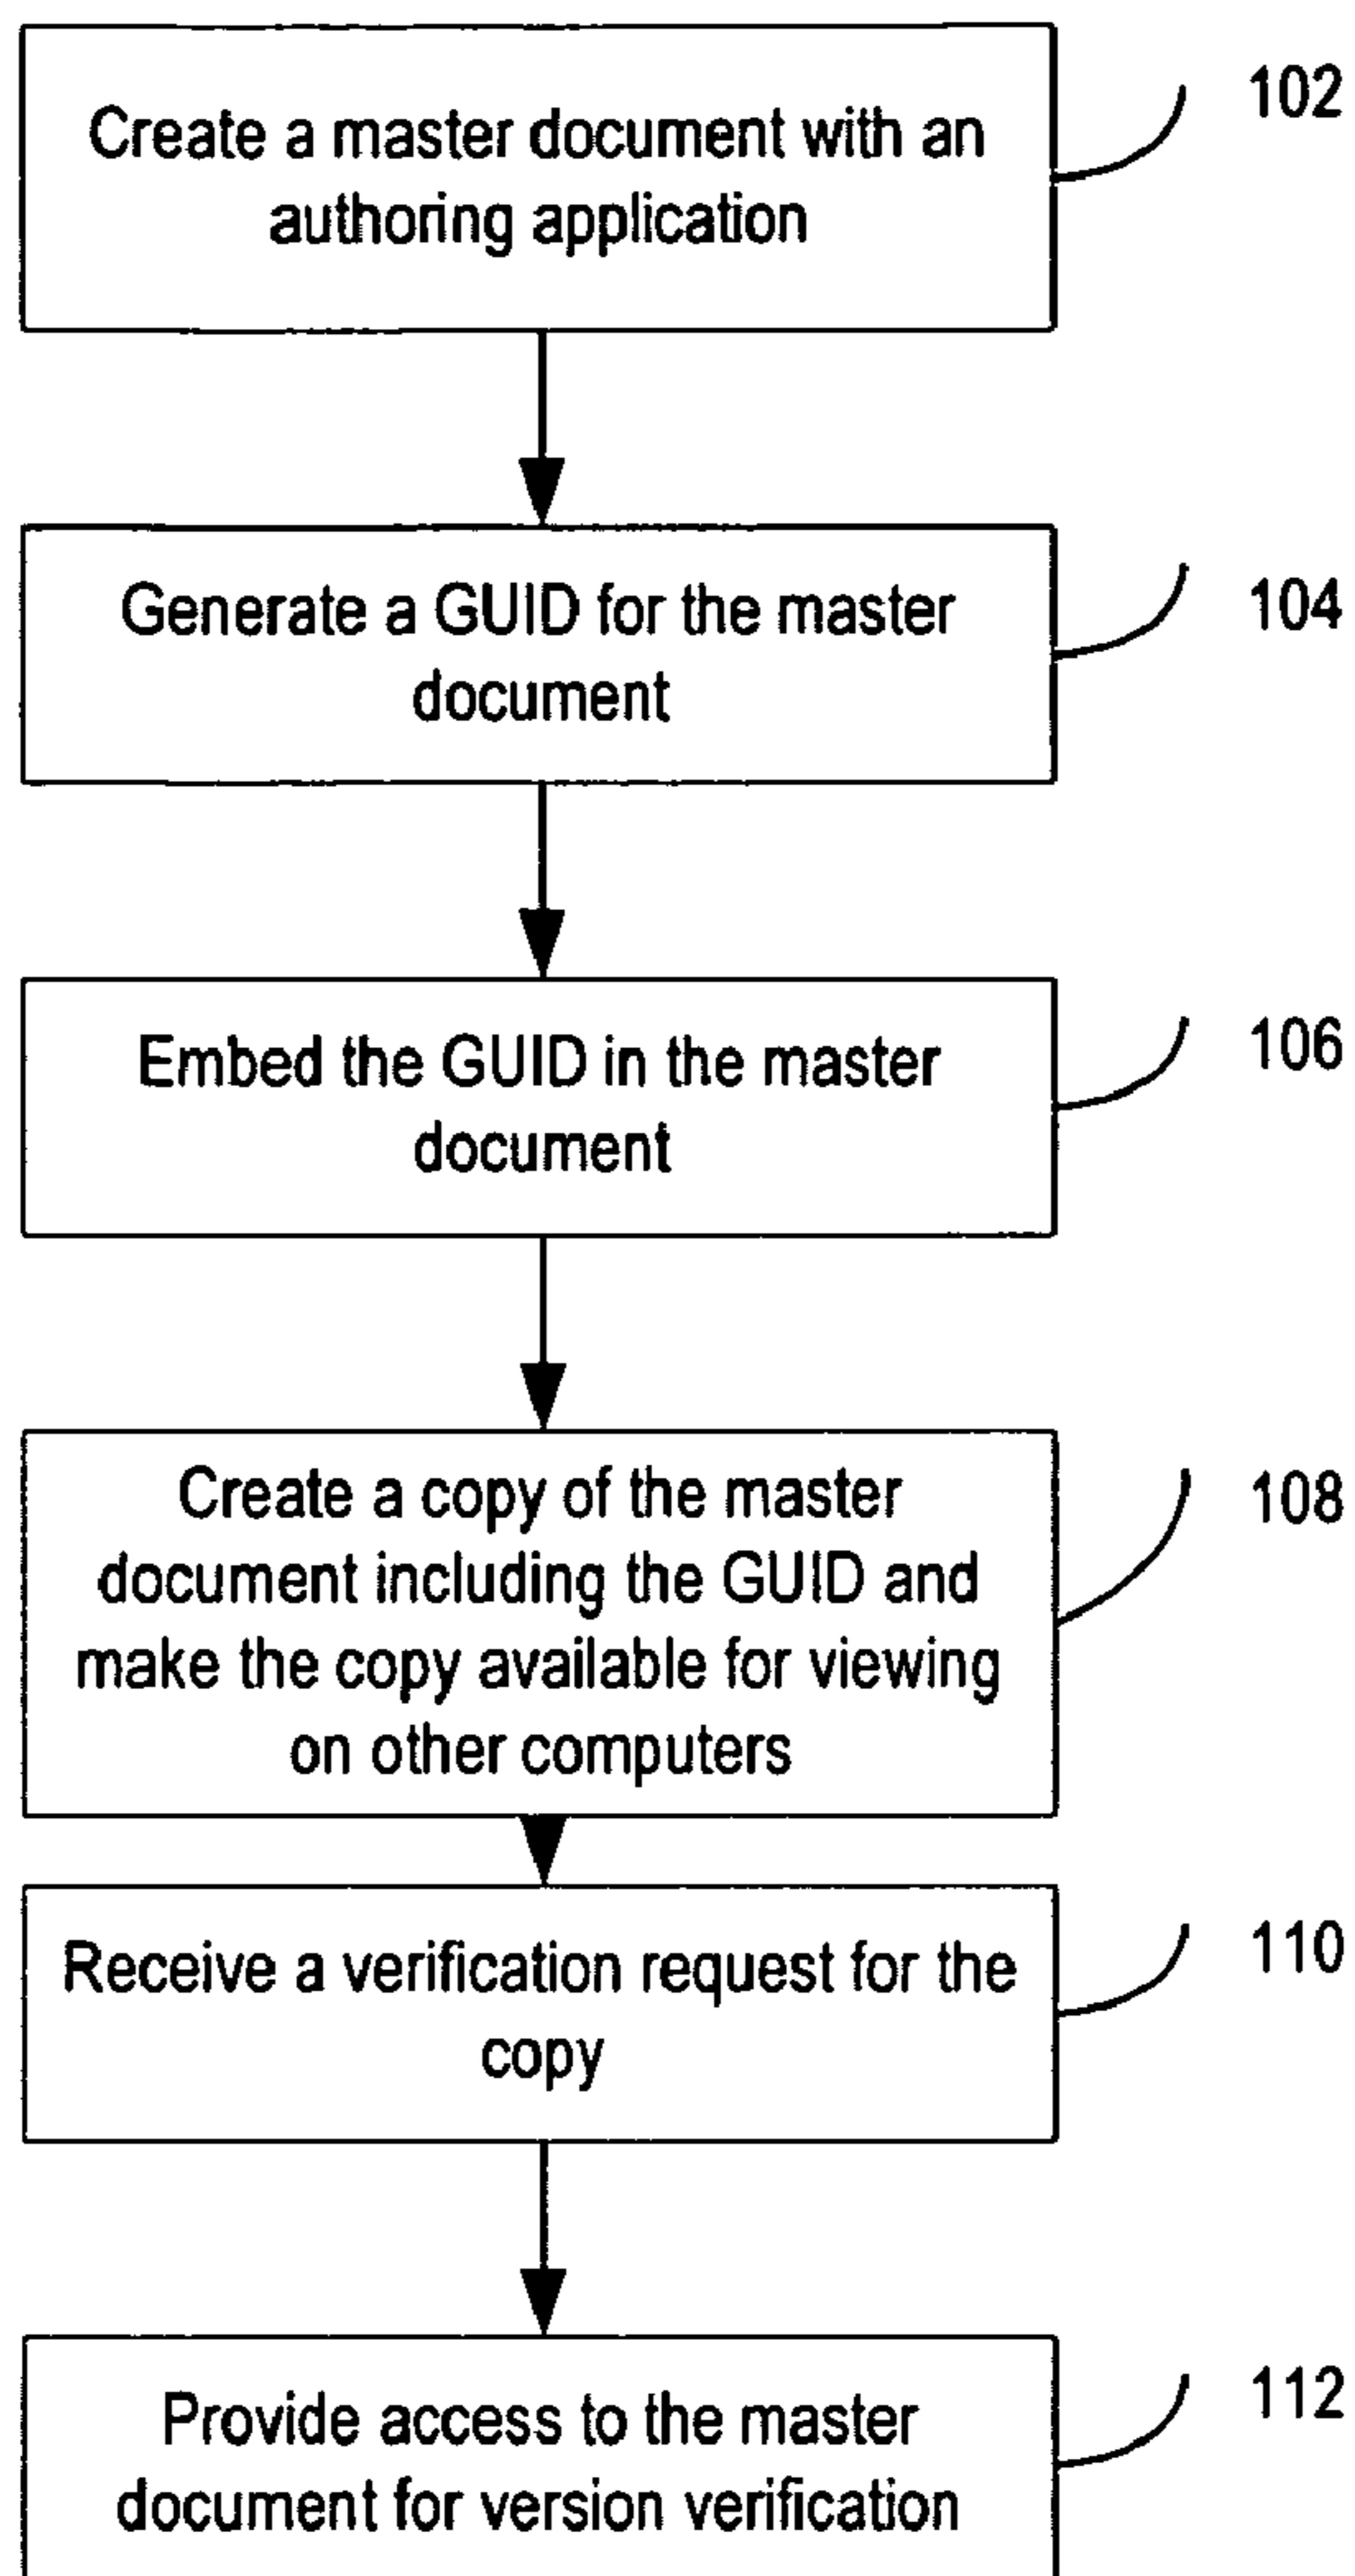 Create a master document with an
authoring application
102
Generate a GUID for the master
document
104
Embed the GUID in the master
document
106
Create a copy of the master
document including the GUID and
make the copy available for viewing
on other computers
108
Receive a verification request for the
copy
110
Provide access to the master
document for version verification
112